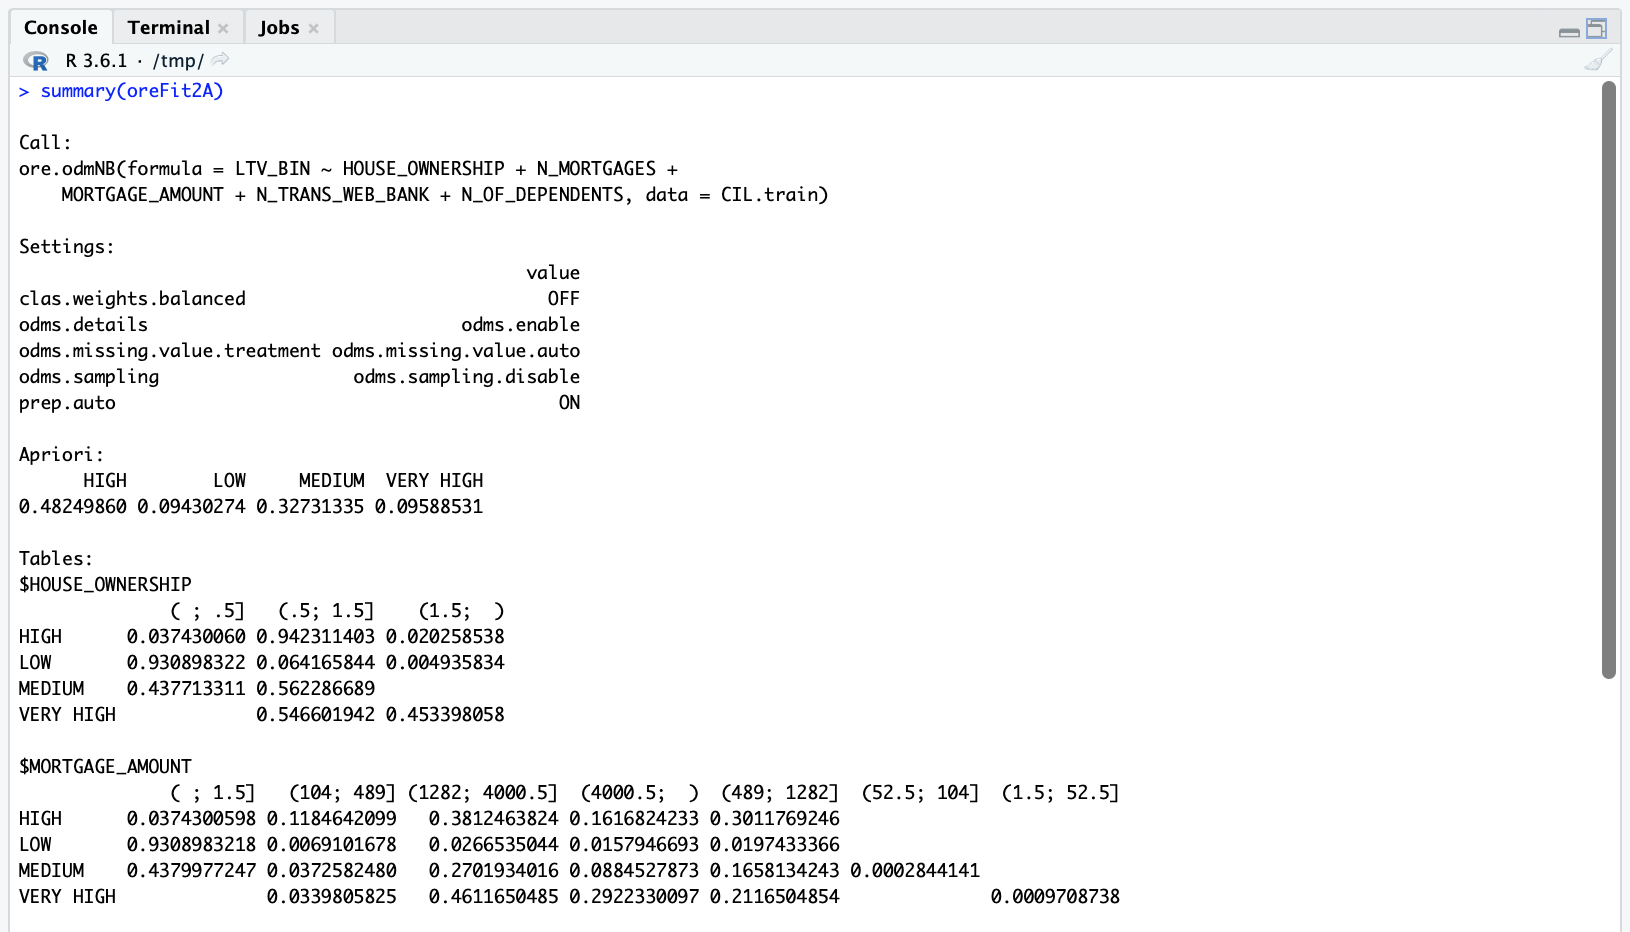 Console Terminal × Jobs ×
R R 3.6.1 · /tmp/
> summary(oreFit2A)
Call:
ore.odmNB(formula = LTV_BIN ~ HOUSE_OWNERSHIP + N_MORTGAGES +
    MORTGAGE_AMOUNT + N_TRANS_WEB_BANK + N_OF_DEPENDENTS, data = CIL.train)
Settings:
                                               value
clas.weights.balanced                            OFF
odms.details                             odms.enable
odms.missing.value.treatment odms.missing.value.auto
odms.sampling                  odms.sampling.disable
prep.auto                                         ON
Apriori:
      HIGH        LOW     MEDIUM  VERY HIGH
0.48249860 0.09430274 0.32731335 0.09588531
Tables:
$HOUSE_OWNERSHIP
              ( ; .5]   (.5; 1.5]    (1.5;  )
HIGH      0.037430060 0.942311403 0.020258538
LOW       0.930898322 0.064165844 0.004935834
MEDIUM    0.437713311 0.562286689
VERY HIGH             0.546601942 0.453398058
$MORTGAGE_AMOUNT
              ( ; 1.5]   (104; 489] (1282; 4000.5]  (4000.5;  )  (489; 1282]  (52.5; 104]  (1.5; 52.5]
HIGH      0.0374300598 0.1184642099   0.3812463824 0.1616824233 0.3011769246
LOW       0.9308983218 0.0069101678   0.0266535044 0.0157946693 0.0197433366
MEDIUM    0.4379977247 0.0372582480   0.2701934016 0.0884527873 0.1658134243 0.0002844141
VERY HIGH              0.0339805825   0.4611650485 0.2922330097 0.2116504854              0.0009708738